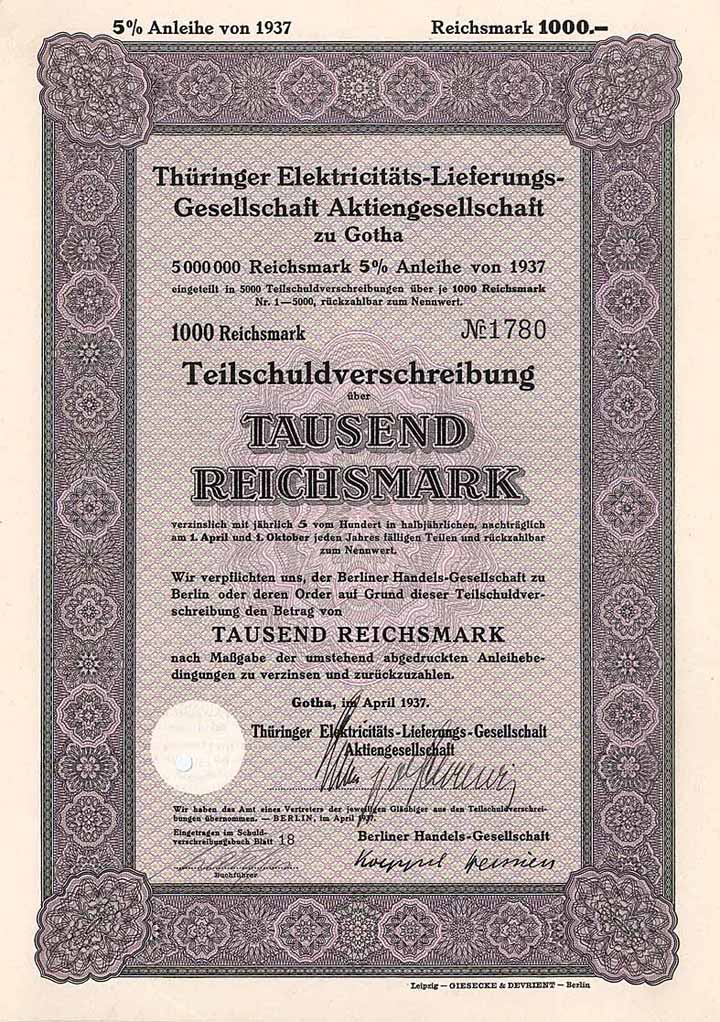 5% Anleihe von 1937 Reichsmark 1000.—
Thüringer Elektricitäts-Lieferungs-
Gesellschaft Aktiengesellschaft
zu Gotha
5 000 000 Reichsmark 5% Anleihe von 1937
eingeteilt in 5000 Teilschuldverschreibungen über je 1000 Reichsmark
Nr. 1—5000, rückzahlbar zum Nennwert.
1000 Reichsmark № 1780
Teilschuldverschreibung
über
TAUSEND
REICHSMARK
verzinslich mit jährlich 5 vom Hundert in halbjährlichen, nachträglich
am 1. April und 1. Oktober jeden Jahres fälligen Teilen und rückzahlbar
zum Nennwert.
Wir verpflichten uns, der Berliner Handels-Gesellschaft zu
Berlin oder deren Order auf Grund dieser Teilschuldver-
schreibung den Betrag von
TAUSEND REICHSMARK
nach Maßgabe der umstehend abgedruckten Anleihebe-
dingungen zu verzinsen und zurückzuzahlen.
Gotha, im April 1937.
Thüringer Elektricitäts-Lieferungs-Gesellschaft
Aktiengesellschaft
Wir haben das Amt eines Vertreters der jeweiligen Gläubiger aus den Teilschuldverschrei-
bungen übernommen. — BERLIN, im April 1937.
Eingetragen im Schuld-
verschreibungsbuch Blatt 18
Berliner Handels-Gesellschaft
Buchführer
Leipzig — GIESECKE & DEVRIENT — Berlin